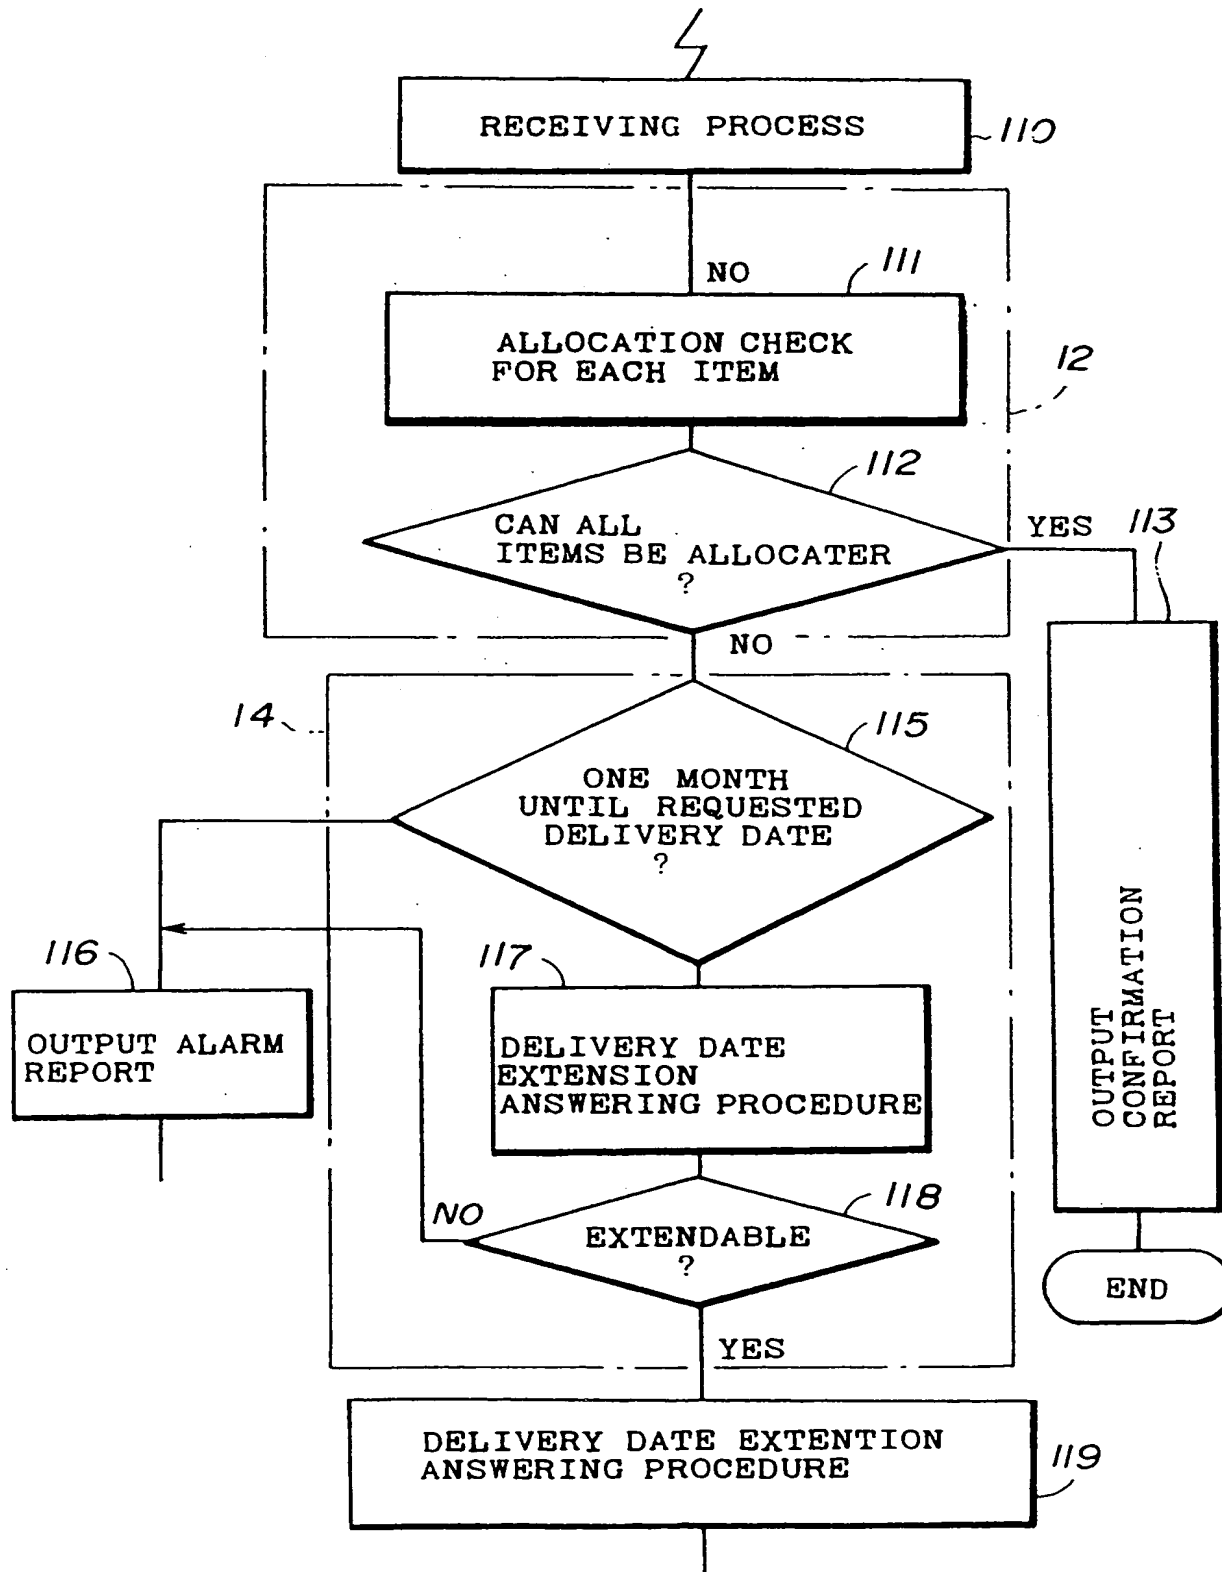 RECEIVING PROCESS
110
NO
111
ALLOCATION CHECK
FOR EACH ITEM
12
112
CAN ALL
ITEMS BE ALLOCATER
?
YES
113
NO
14
115
ONE MONTH
UNTIL REQUESTED
DELIVERY DATE
?
116
OUTPUT ALARM
REPORT
117
DELIVERY DATE
EXTENSION
ANSWERING PROCEDURE
OUTPUT
CONFIRMATION
REPORT
118
NO
EXTENDABLE
?
END
YES
DELIVERY DATE EXTENTION
ANSWERING PROCEDURE
119